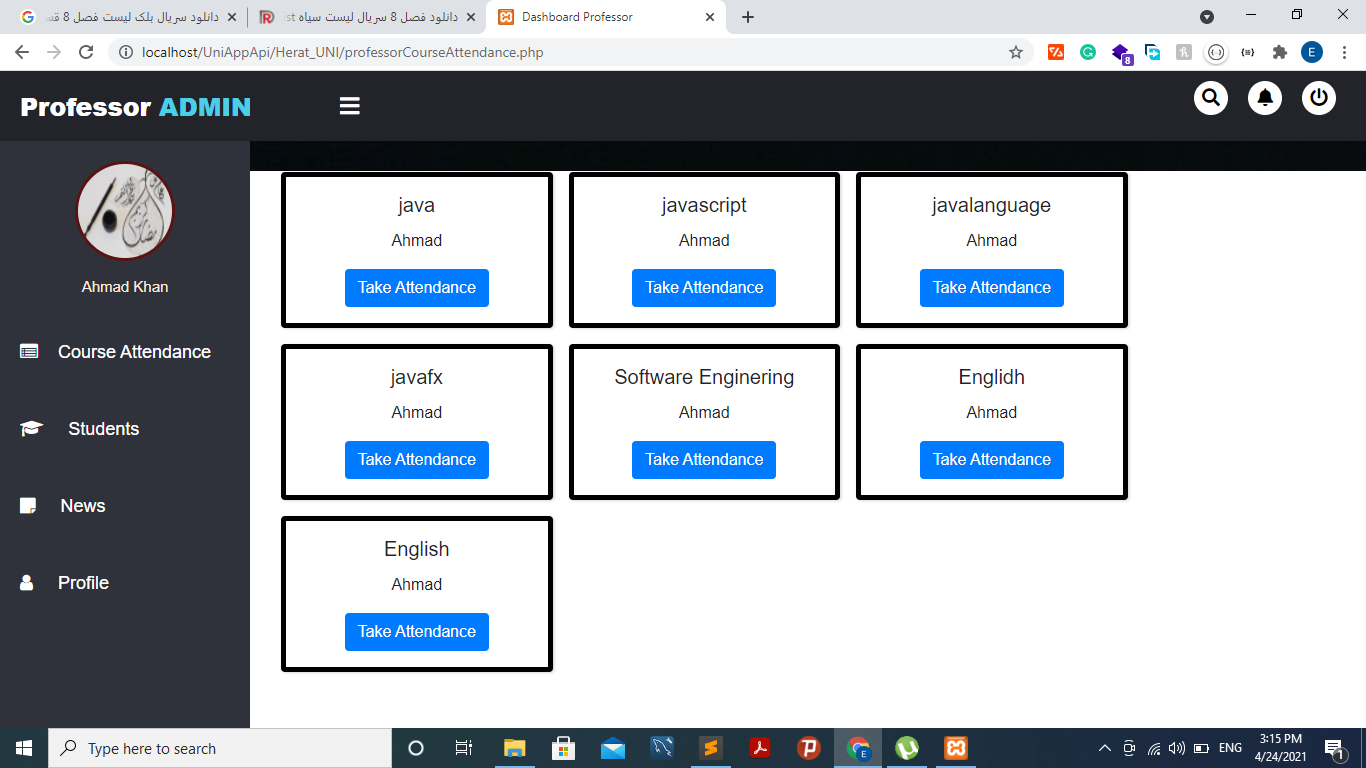 دانلود سریال بلک لیست فصل 8 قس
دانلود فصل 8 سریال لیست سیاه ist
Dashboard Professor
localhost/UniAppApi/Herat_UNI/professorCourseAttendance.php
E
8
Professor ADMIN
Ahmad Khan
Course Attendance
Students
News
Profile
java
Ahmad
Take Attendance
javascript
Ahmad
Take Attendance
javalanguage
Ahmad
Take Attendance
javafx
Ahmad
Take Attendance
Software Enginering
Ahmad
Take Attendance
Englidh
Ahmad
Take Attendance
English
Ahmad
Take Attendance
Type here to search
ENG
3:15 PM
4/24/2021
1